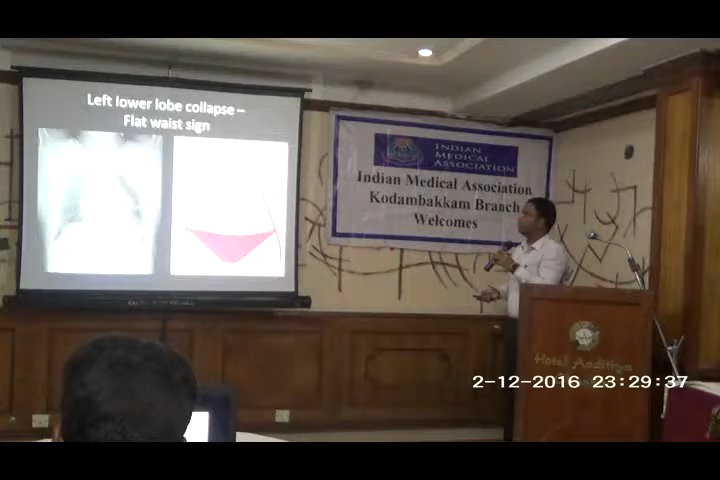 Left lower lobe collapse –
Flat waist sign
INDIAN
MEDICAL
ASSOCIATION
Indian Medical Association
Kodambakkam Branch
Welcomes
Hotel Aadithya
2-12-2016 23:29:37